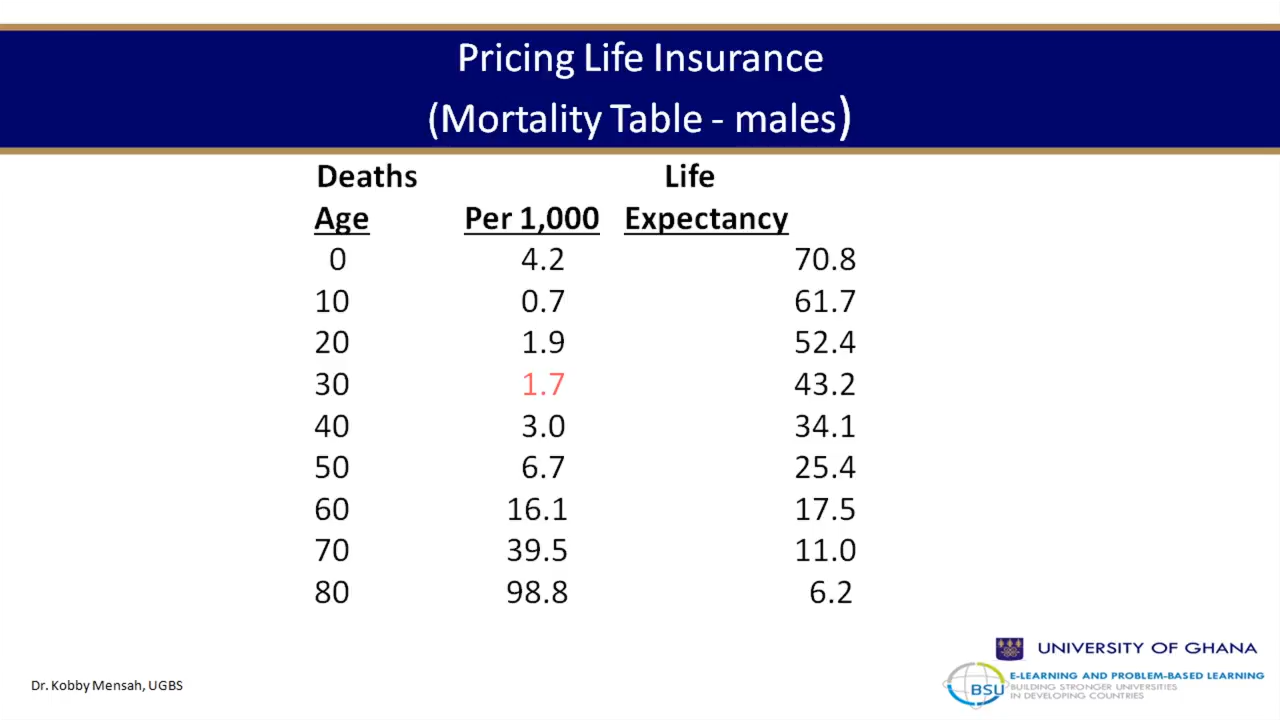 Pricing Life Insurance
(Mortality Table - males)
Deaths Life
Age Per 1,000 Expectancy
0 4.2 70.8
10 0.7 61.7
20 1.9 52.4
30 1.7 43.2
40 3.0 34.1
50 6.7 25.4
60 16.1 17.5
70 39.5 11.0
80 98.8 6.2
Dr. Kobby Mensah, UGBS
UNIVERSITY OF GHANA
BSU
E-LEARNING AND PROBLEM-BASED LEARNING
BUILDING STRONGER UNIVERSITIES
IN DEVELOPING COUNTRIES